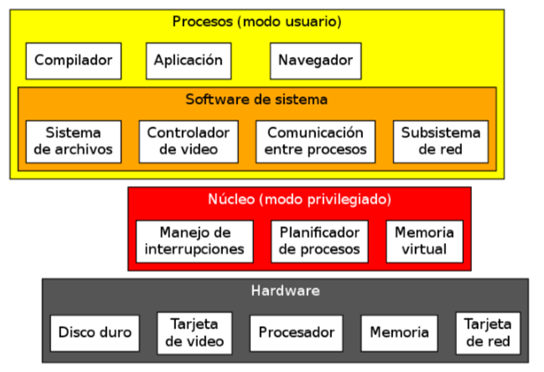 Procesos (modo usuario)
Compilador
Aplicación
Navegador
Software de sistema
Sistema
de archivos
Controlador
de video
Comunicación
entre procesos
Subsistema
de red
Núcleo (modo privilegiado)
Manejo de
interrupciones
Planificador
de procesos
Memoria
virtual
Hardware
Disco duro
Tarjeta
de video
Procesador
Memoria
Tarjeta
de red